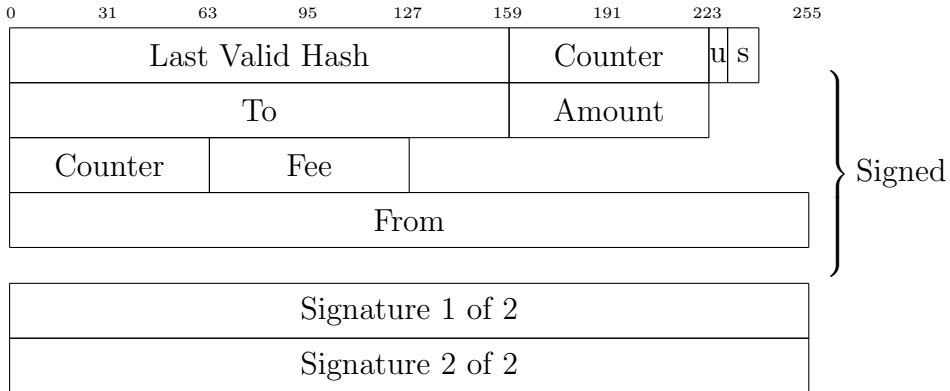 0 31 63 95 127 159 191 223 255
Last Valid Hash Counter u s
To Amount
Counter Fee
Signed
From
Signature 1 of 2
Signature 2 of 2